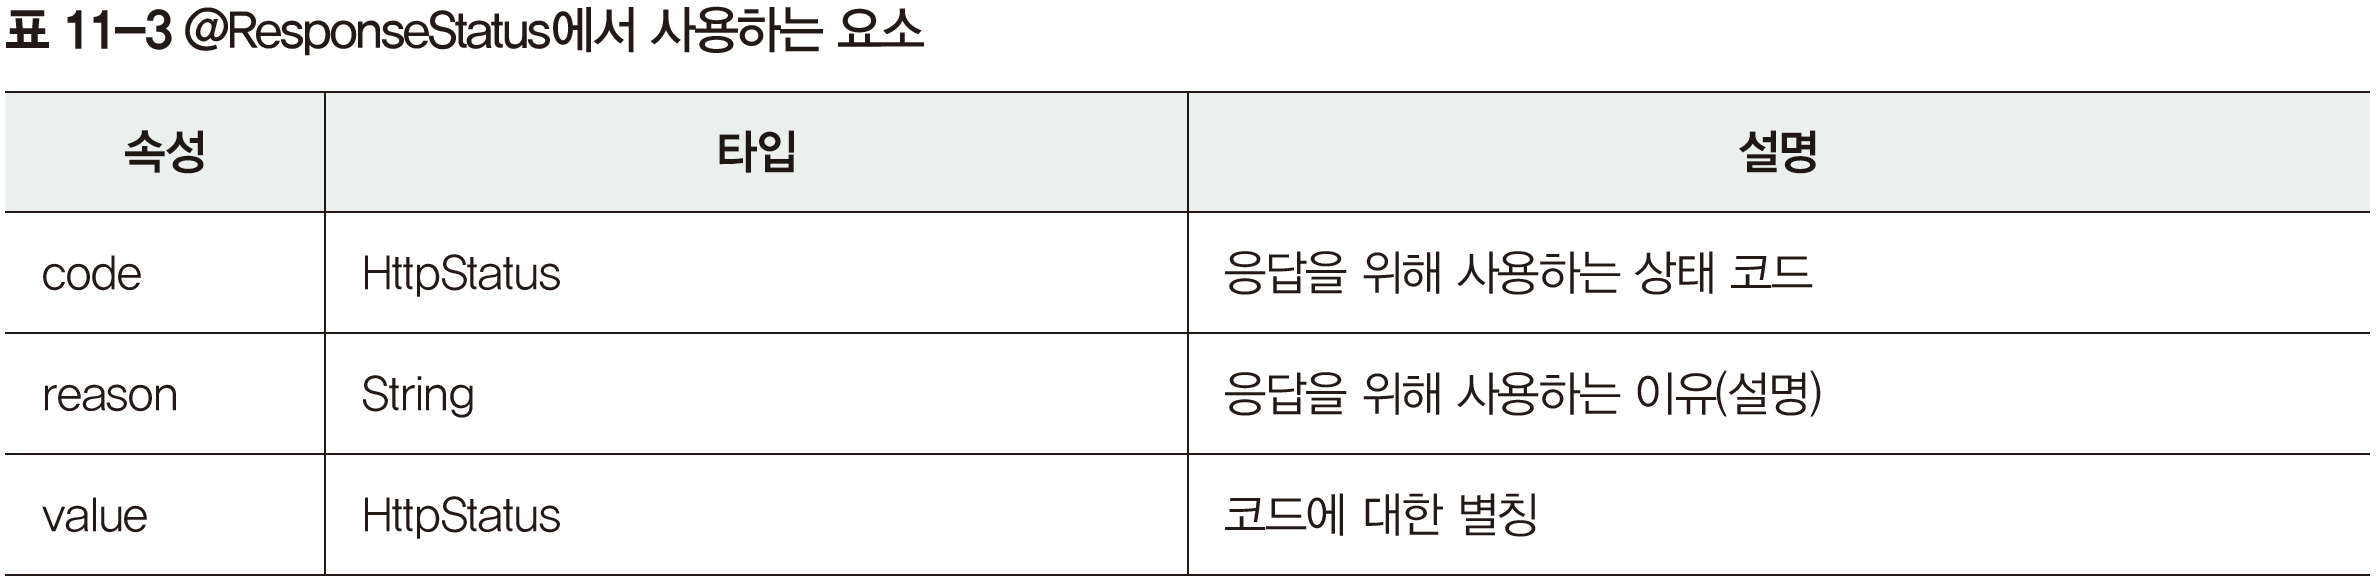 표 11-3 @ResponseStatus에서 사용하는 요소
속성 타입 설명
code HttpStatus 응답을 위해 사용하는 상태 코드
reason String 응답을 위해 사용하는 이유(설명)
value HttpStatus 코드에 대한 별칭